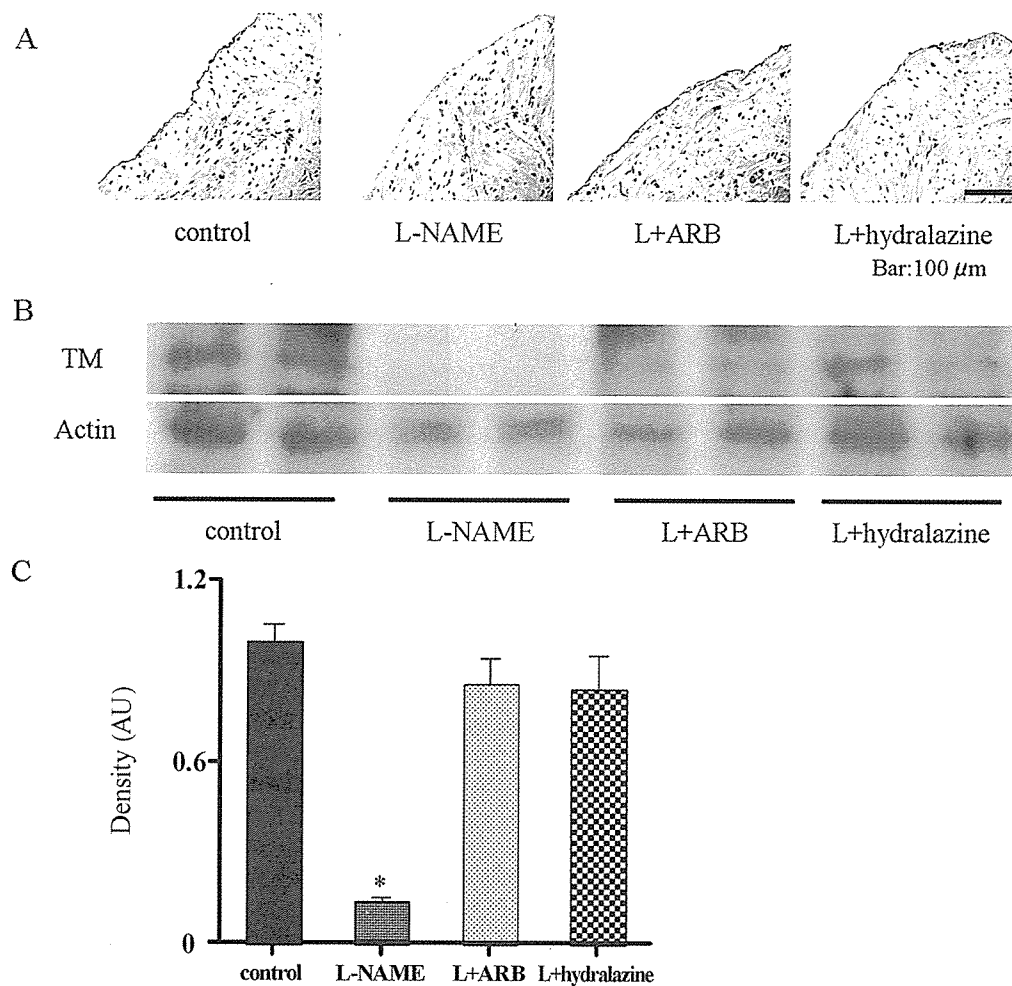 A
control L-NAME L+ARB L+hydralazine
Bar:100 μm
B
TM
Actin
control L-NAME L+ARB L+hydralazine
C
1.2
0.6
0
Density (AU)
*
control L-NAME L+ARB L+hydralazine